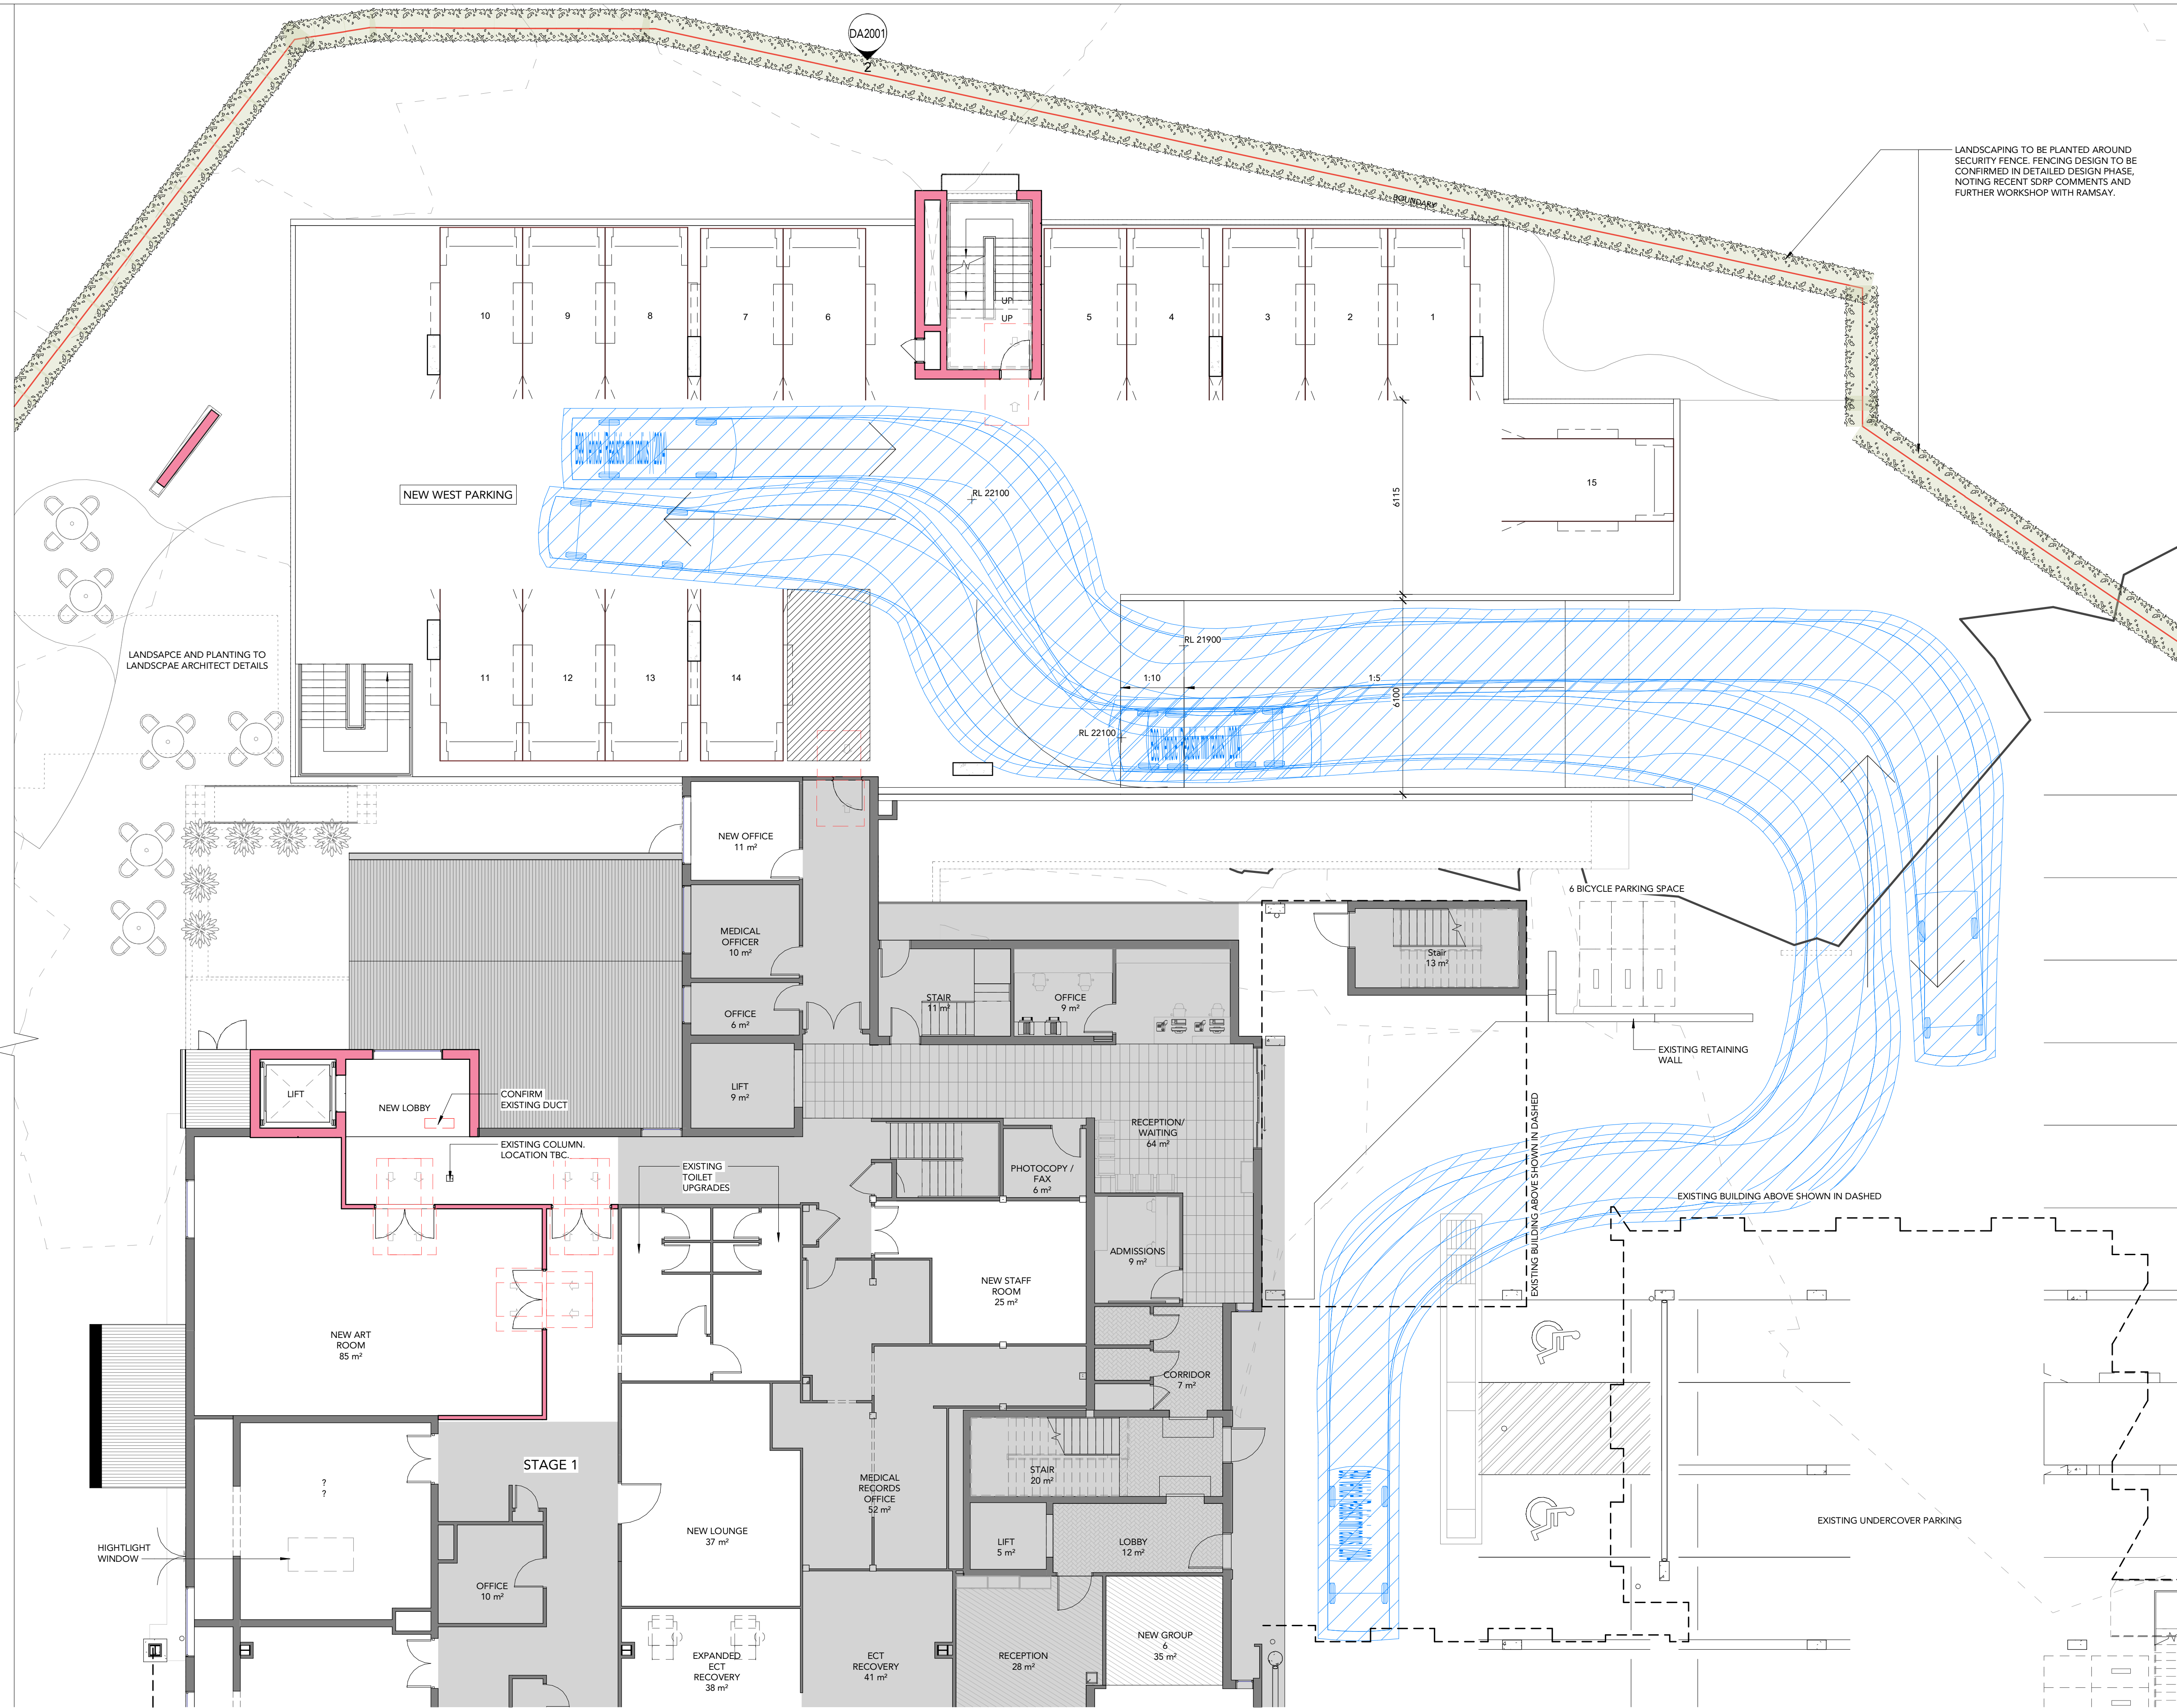 DA2001
2
LANDSCAPING TO BE PLANTED AROUND
SECURITY FENCE. FENCING DESIGN TO BE
CONFIRMED IN DETAILED DESIGN PHASE,
NOTING RECENT SDRP COMMENTS AND
FURTHER WORKSHOP WITH RAMSAY.
BOUNDARY
UP
UP
10
9
8
7
6
5
4
3
2
1
15
NEW WEST PARKING
RL 22100
6115
LANDSAPCE AND PLANTING TO
LANDSCPAE ARCHITECT DETAILS
11
12
13
14
RL 21900
1:10
1:5
6100
RL 22100
NEW OFFICE
11 m²
6 BICYCLE PARKING SPACE
MEDICAL
OFFICER
10 m²
Stair
13 m²
STAIR
11 m²
OFFICE
9 m²
OFFICE
6 m²
EXISTING RETAINING
WALL
LIFT
NEW LOBBY
CONFIRM
EXISTING DUCT
LIFT
9 m²
RECEPTION/
WAITING
64 m²
EXISTING COLUMN.
LOCATION TBC.
EXISTING
TOILET
UPGRADES
PHOTOCOPY /
FAX
6 m²
EXISTING BUILDING ABOVE SHOWN IN DASHED
EXISTING BUILDING ABOVE SHOWN IN DASHED
ADMISSIONS
9 m²
NEW STAFF
ROOM
25 m²
NEW ART
ROOM
85 m²
CORRIDOR
7 m²
STAGE 1
?
?
STAIR
20 m²
MEDICAL
RECORDS
OFFICE
52 m²
EXISTING UNDERCOVER PARKING
NEW LOUNGE
37 m²
LIFT
5 m²
LOBBY
12 m²
HIGHTLIGHT
WINDOW
OFFICE
10 m²
EXPANDED
ECT
RECOVERY
38 m²
ECT
RECOVERY
41 m²
RECEPTION
28 m²
NEW GROUP
6
35 m²